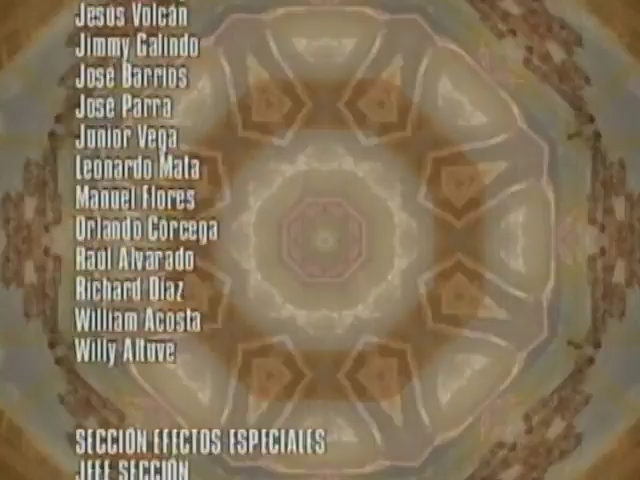 Jesús Volcán
Jimmy Galindo
José Barrios
José Parra
Junior Vega
Leonardo Mata
Manuel Flores
Orlando Córcega
Raúl Alvarado
Richard Díaz
William Acosta
Willy Altuve
SECCIÓN EFECTOS ESPECIALES
JEFE SECCIÓN